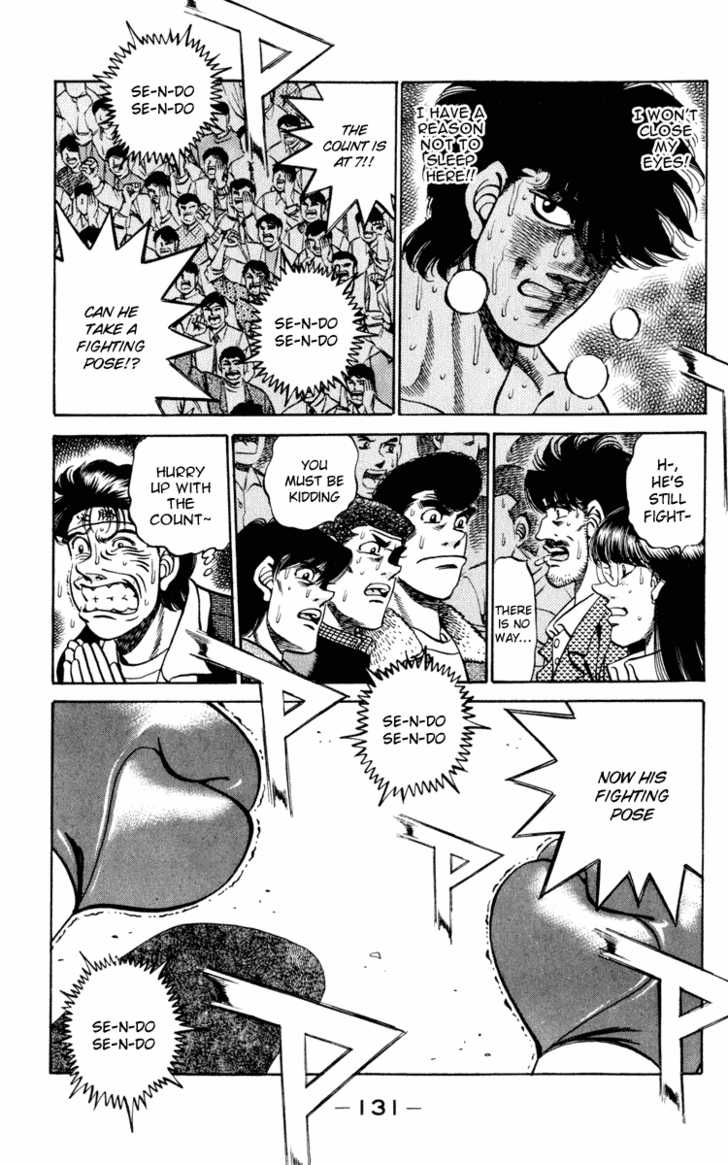 I WON'T
CLOSE
MY
EYES!
I HAVE A
REASON
NOT TO
SLEEP
HERE!!
THE
COUNT IS
AT 7!!
SE-N-DO
SE-N-DO
SE-N-DO
SE-N-DO
CAN HE
TAKE A
FIGHTING
POSE!?
H-,
HE'S
STILL
FIGHT-
THERE
IS NO
WAY...
YOU
MUST BE
KIDDING
HURRY
UP WITH
THE
COUNT~
勝
SE-N-DO
SE-N-DO
NOW HIS
FIGHTING
POSE
SE-N-DO
SE-N-DO
— 131 —